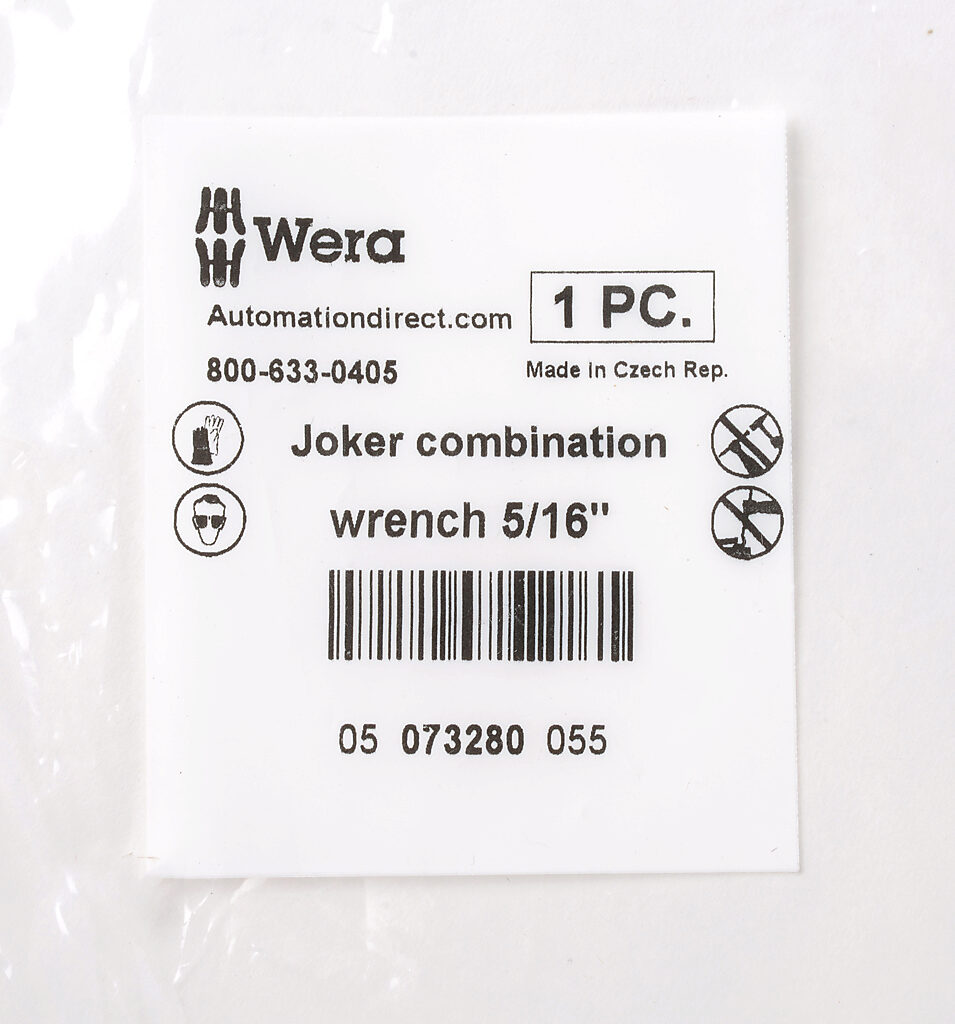 Wera
Automationdirect.com
1 PC.
800-633-0405
Made in Czech Rep.
Joker combination
wrench 5/16"
05 073280 055